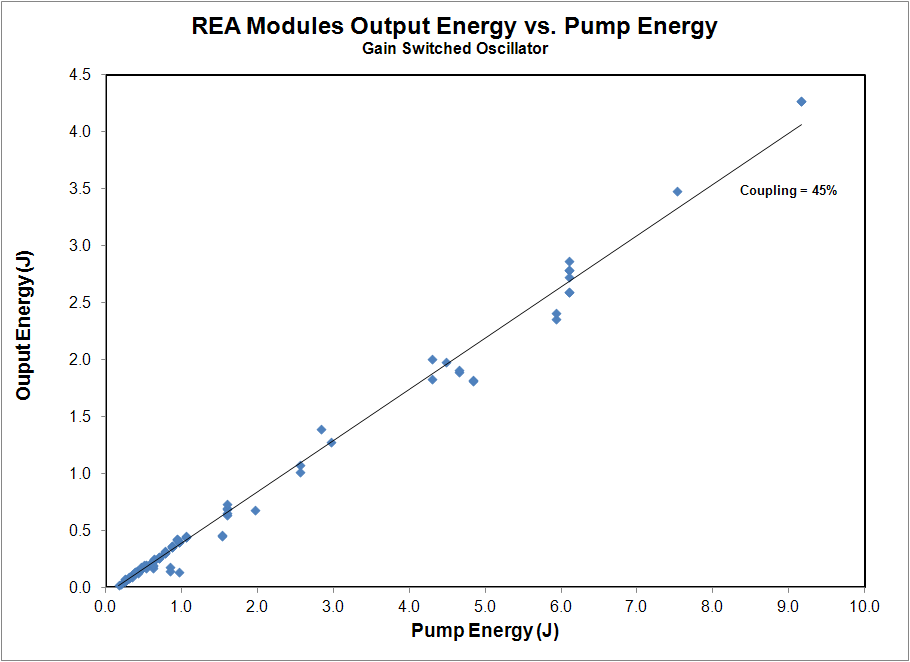 REA Modules Output Energy vs. Pump Energy
Gain Switched Oscillator
4.5
4.0
3.5
3.0
2.5
2.0
1.5
1.0
0.5
0.0
Ouput Energy (J)
Coupling = 45%
0.0 1.0 2.0 3.0 4.0 5.0 6.0 7.0 8.0 9.0 10.0
Pump Energy (J)